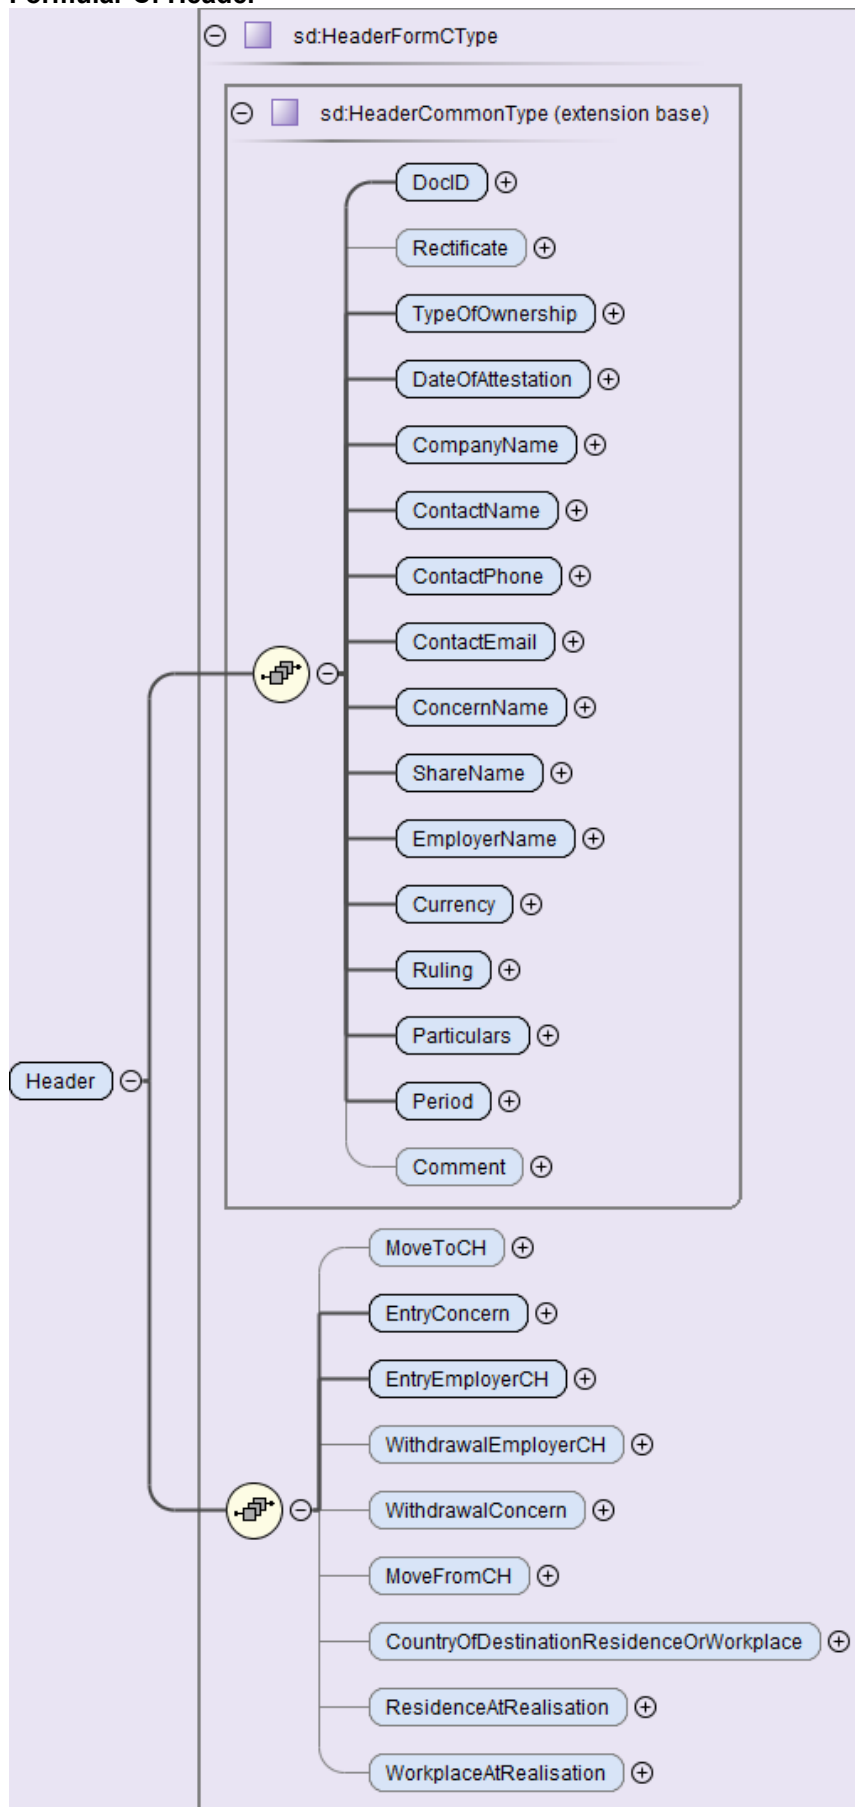 sd:HeaderFormCType
sd:HeaderCommonType (extension base)
DocID
Rectificate
TypeOfOwnership
DateOfAttestation
CompanyName
ContactName
ContactPhone
ContactEmail
ConcernName
ShareName
EmployerName
Currency
Ruling
Particulars
Header
Period
Comment
MoveToCH
EntryConcern
EntryEmployerCH
WithdrawalEmployerCH
WithdrawalConcern
MoveFromCH
CountryOfDestinationResidenceOrWorkplace
ResidenceAtRealisation
WorkplaceAtRealisation